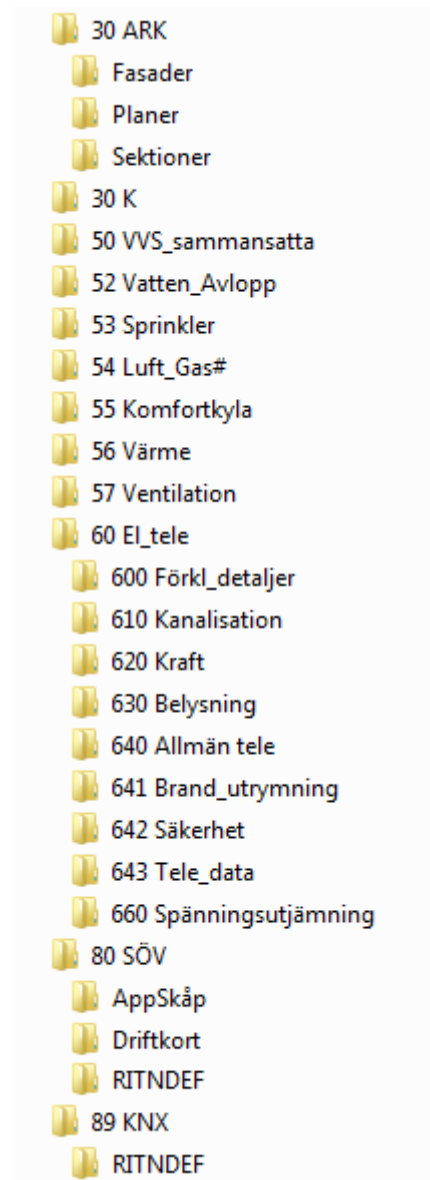 30 ARK
Fasader
Planer
Sektioner
30 K
50 VVS_sammansatta
52 Vatten_Avlopp
53 Sprinkler
54 Luft_Gas#
55 Komfortkyla
56 Värme
57 Ventilation
60 El_tele
600 Förkl_detaljer
610 Kanalisation
620 Kraft
630 Belysning
640 Allmän tele
641 Brand_utrymning
642 Säkerhet
643 Tele_data
660 Spänningsutjämning
80 SÖV
AppSkåp
Driftkort
RITNDEF
89 KNX
RITNDEF